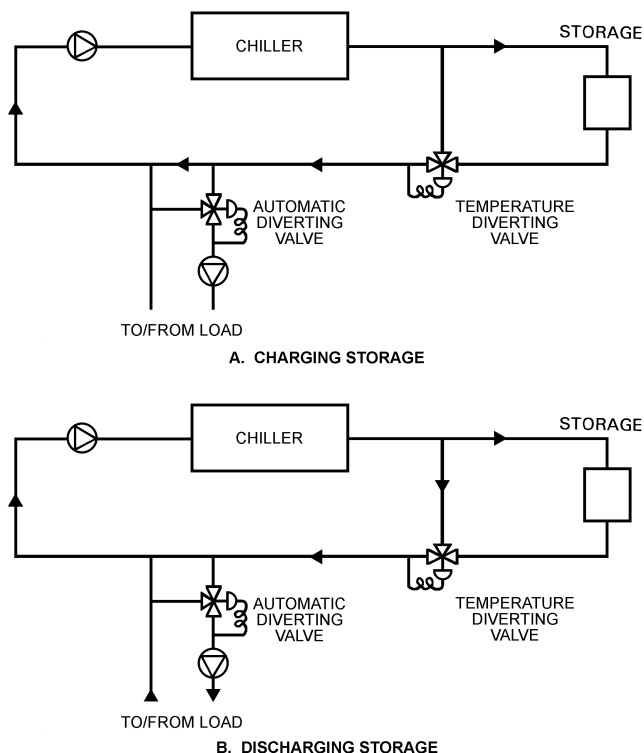 CHILLER
STORAGE
AUTOMATIC
DIVERTING
VALVE
TEMPERATURE
DIVERTING
VALVE
TO/FROM LOAD
A. CHARGING STORAGE
CHILLER
STORAGE
AUTOMATIC
DIVERTING
VALVE
TEMPERATURE
DIVERTING
VALVE
TO/FROM LOAD
B. DISCHARGING STORAGE